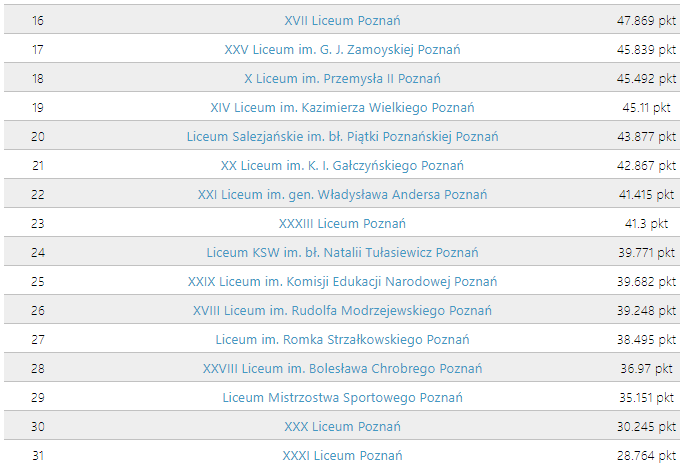 16 XVII Liceum Poznań 47.869 pkt
17 XXV Liceum im. G. J. Zamoyskiej Poznań 45.839 pkt
18 X Liceum im. Przemysła II Poznań 45.492 pkt
19 XIV Liceum im. Kazimierza Wielkiego Poznań 45.11 pkt
20 Liceum Salezjańskie im. bł. Piątki Poznańskiej Poznań 43.877 pkt
21 XX Liceum im. K. I. Gałczyńskiego Poznań 42.867 pkt
22 XXI Liceum im. gen. Władysława Andersa Poznań 41.415 pkt
23 XXXIII Liceum Poznań 41.3 pkt
24 Liceum KSW im. bł. Natalii Tułasiewicz Poznań 39.771 pkt
25 XXIX Liceum im. Komisji Edukacji Narodowej Poznań 39.682 pkt
26 XVIII Liceum im. Rudolfa Modrzejewskiego Poznań 39.248 pkt
27 Liceum im. Romka Strzałkowskiego Poznań 38.495 pkt
28 XXVIII Liceum im. Bolesława Chrobrego Poznań 36.97 pkt
29 Liceum Mistrzostwa Sportowego Poznań 35.151 pkt
30 XXX Liceum Poznań 30.245 pkt
31 XXXI Liceum Poznań 28.764 pkt